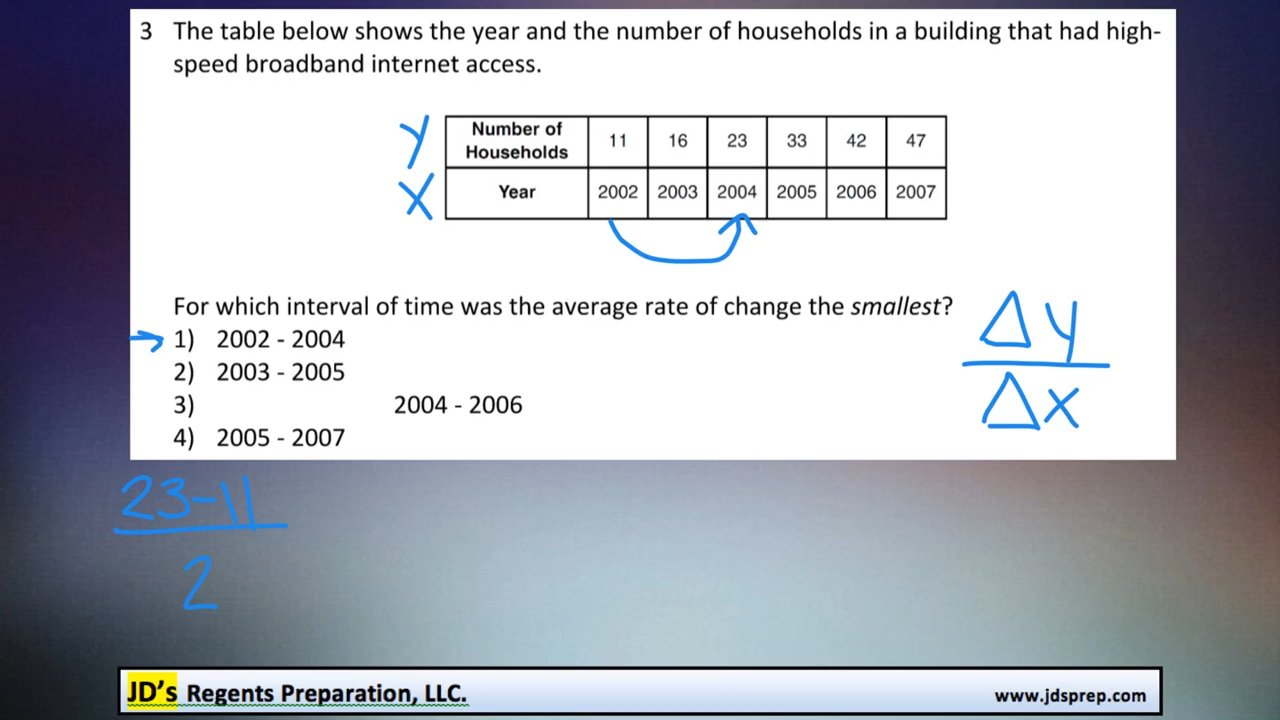 3 The table below shows the year and the number of households in a building that had high-
speed broadband internet access.
Y
Number of
Households
11 16 23 33 42 47
X
Year 2002 2003 2004 2005 2006 2007
For which interval of time was the average rate of change the smallest?
1) 2002 - 2004
2) 2003 - 2005
3) 2004 - 2006
4) 2005 - 2007
Δy
Δx
23-11
2
JD's Regents Preparation, LLC.
www.jdsprep.com